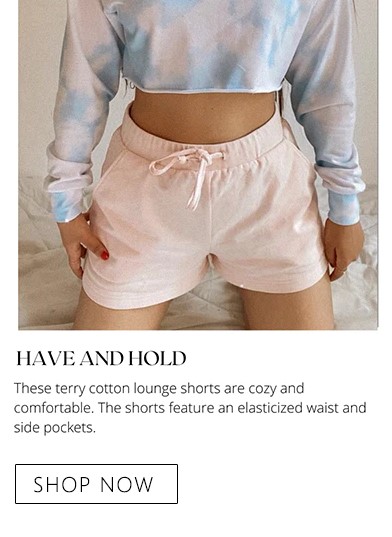 HAVE AND HOLD
These terry cotton lounge shorts are cozy and
comfortable. The shorts feature an elasticized waist and
side pockets.
SHOP NOW